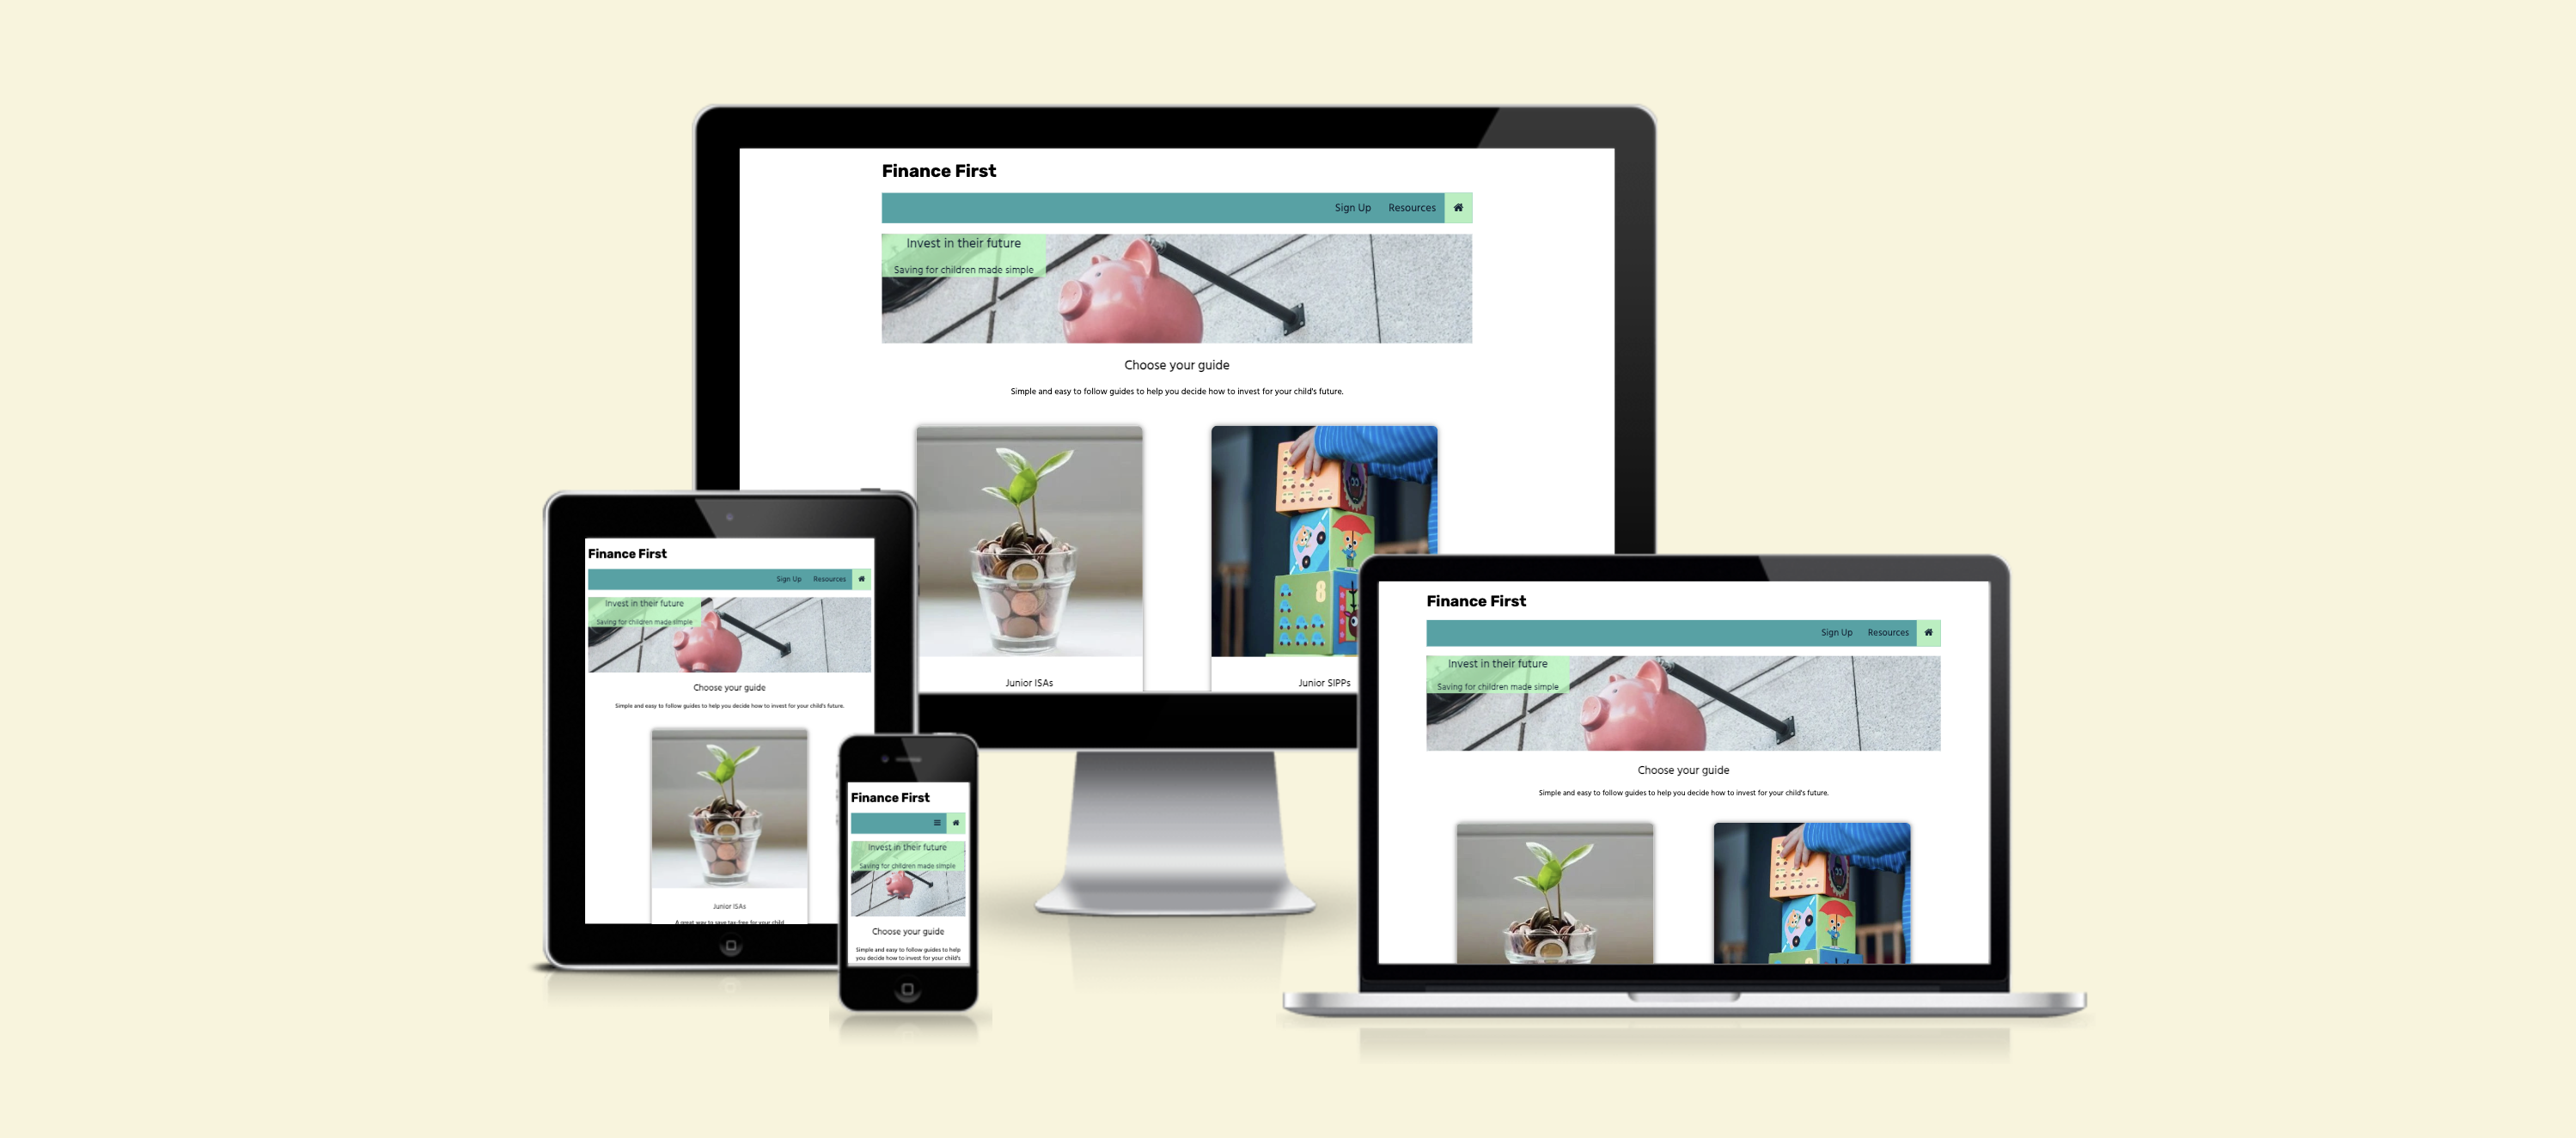 Finance First
Sign Up Resources
Invest in their future
Saving for children made simple
Choose your guide
Simple and easy to follow guides to help you decide how to invest for your child's future.
8
Junior ISAs
Junior SIPPs
Finance First
Sign Up Resources
Invest in their future
Saving for children made simple
Choose your guide
Simple and easy to follow guides to help you decide how to invest for your child's future.
Junior ISAs
A great way to save tax-free for your child
Finance First
Invest in their future
Saving for children made simple
Choose your guide
Simple and easy to follow guides to help
you decide how to invest for your child's
Finance First
Sign Up Resources
Invest in their future
Saving for children made simple
Choose your guide
Simple and easy to follow guides to help you decide how to invest for your child's future.